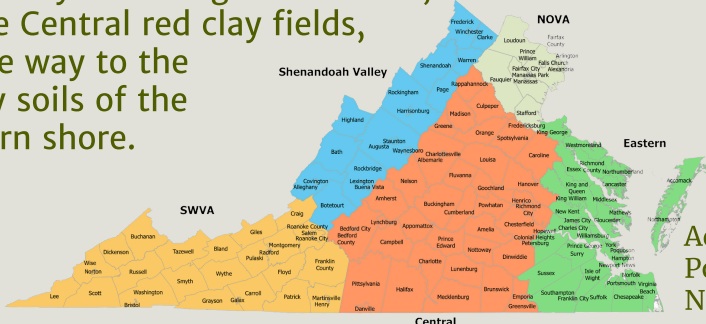 e Central red clay fields,
e way to the
y soils of the
rn shore.
NOVA
Shenandoah Valley
Eastern
SWVA
Central
Frederick
Winchester
Clarke
Loudoun
Fairfax
County
Prince
William
Arlington
Falls Church
Fairfax City
Alexandria
Manassas Park
Manassas
Fauquier
Stafford
Warren
Shenandoah
Page
Rappahannock
Rockingham
Culpeper
Harrisonburg
Madison
Greene
Orange
Fredericksburg
Spotsylvania
King George
Highland
Augusta
Staunton
Waynesboro
Charlottesville
Albemarle
Louisa
Caroline
Westmoreland
Richmond
Essex County
Northumberland
Lancaster
Accomack
Bath
Rockbridge
Lexington
Buena Vista
Nelson
Fluvanna
Goochland
Hanover
King and
Queen
King William
Middlesex
Covington
Alleghany
Amherst
Buckingham
Cumberland
Powhatan
Henrico
Richmond
City
New Kent
Mathews
James City
Gloucester
Charles City
Northampton
Botetourt
Craig
Roanoke County
Salem
Roanoke City
Bedford City
Bedford
County
Lynchburg
Appomattox
Campbell
Prince
Edward
Amelia
Nottoway
Chesterfield
Hopewell
Colonial Heights
Petersburg
Dinwiddie
Prince George
Williamsburg
York
Surry
Poquoson
Hampton
Newport News
Giles
Montgomery
Radford
Pulaski
Buchanan
Dickenson
Tazewell
Bland
Wise
Norton
Russell
Wythe
Floyd
Franklin
County
Charlotte
Lunenburg
Sussex
Isle of
Wight
Norfolk
Portsmouth
Virginia
Beach
Lee
Scott
Washington
Bristol
Smyth
Grayson
Galax
Carroll
Patrick
Martinsville
Henry
Pittsylvania
Danville
Halifax
Mecklenburg
Brunswick
Emporia
Greensville
Southampton
Franklin City
Suffolk
Chesapeake
Ac
Po
N